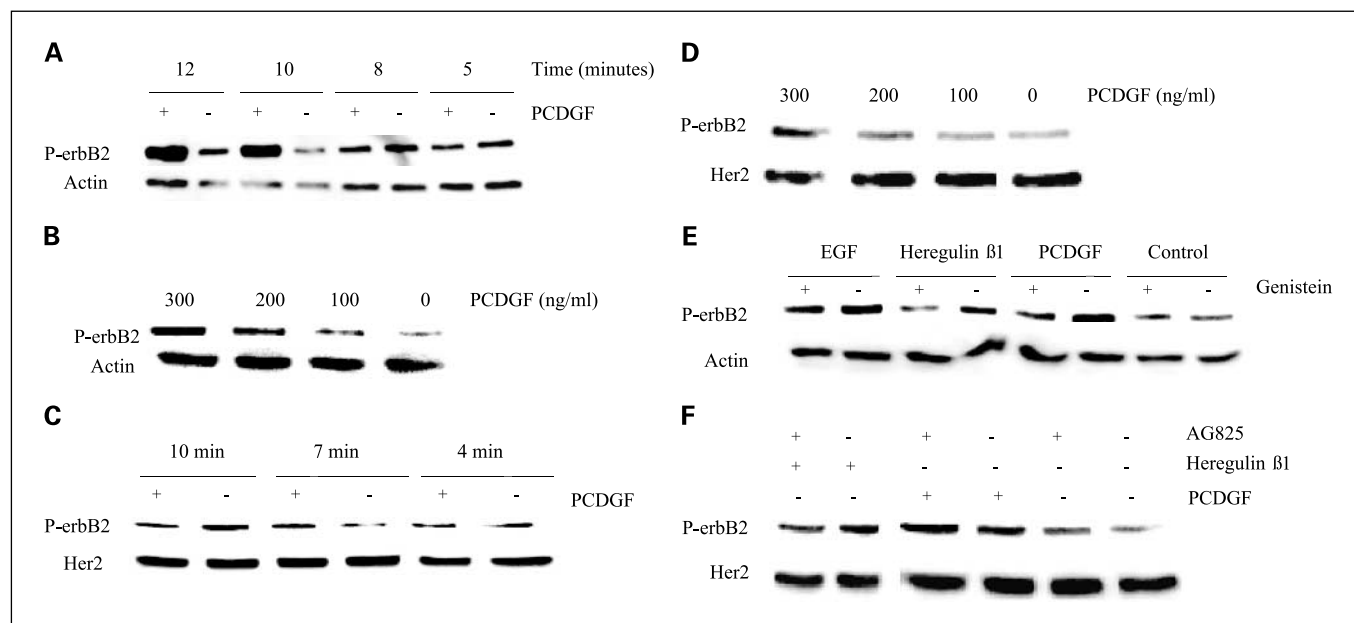 A
12 10 8 5 Time (minutes)
+ - + - + - + - PCDGF
P-erbB2
Actin
B
300 200 100 0 PCDGF (ng/ml)
P-erbB2
Actin
C
10 min 7 min 4 min
+ - + - + - PCDGF
P-erbB2
Her2
D
300 200 100 0 PCDGF (ng/ml)
P-erbB2
Her2
E
EGF Heregulin ß1 PCDGF Control
+ - + - + - + - Genistein
P-erbB2
Actin
F
+ - + - + - AG825
+ + - - - - Heregulin ß1
- - + + - - PCDGF
P-erbB2
Her2